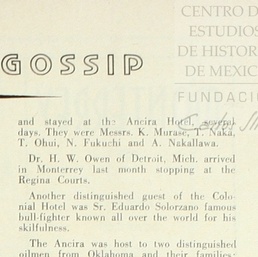 CENTRO D
ESTUDIOS
DE HISTOR
DE MEXIC
GOSSIP
FUNDACI
and stayed at the Ancira Hotel, several
days. They were Messrs. K. Murase, T. Naka,
T. Ohui, N. Fukuchi and A. Nakallawa.
Dr. H. W. Owen of Detroit, Mich. arrived
in Monterrey last month stopping at the
Regina Courts.
Another distinguished guest of the Colo-
nial Hotel was Sr. Eduardo Solorzano famous
bull-fighter known all over the world for his
skilfulness.
The Ancira was host to two distinguished
oilmen from Oklahoma and their families: